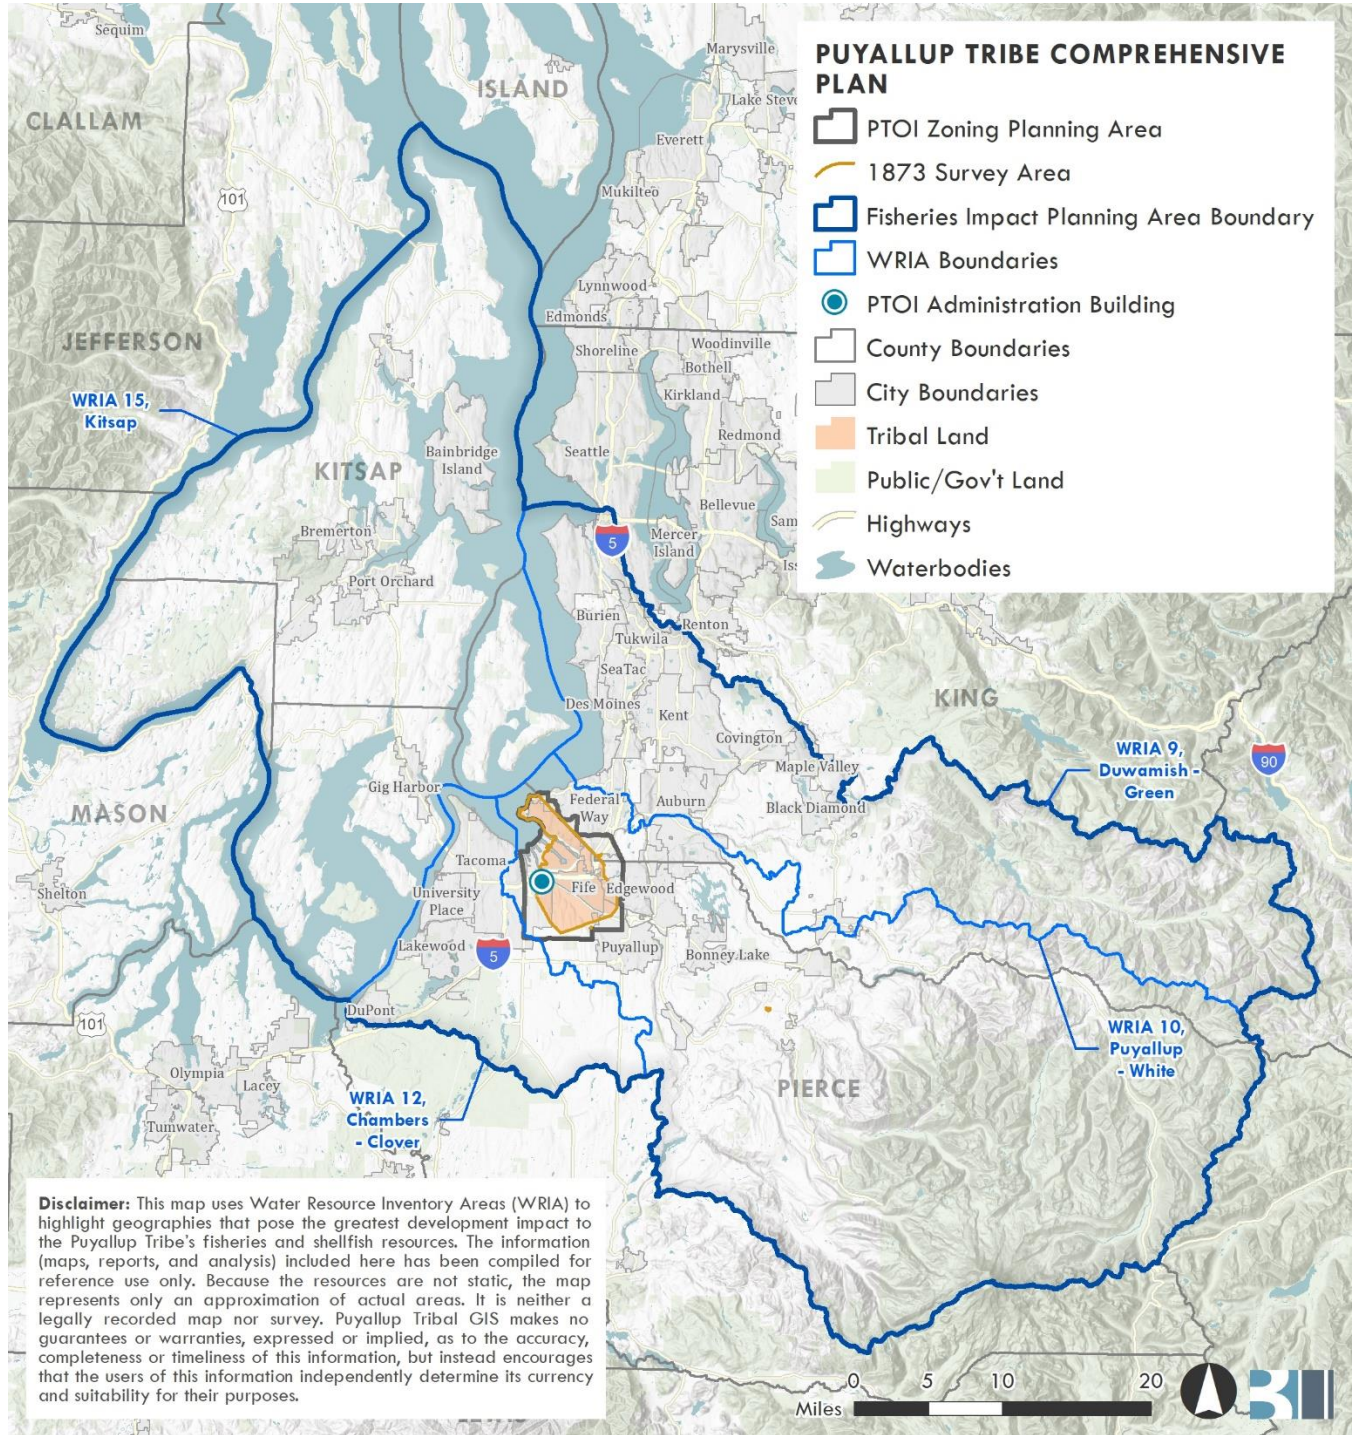 Sequim
Marysville
ISLAND
Lake Steve
CLALLAM
Everett
101
Mukilteo
Lynnwood
Edmonds
JEFFERSON
Shoreline
Woodinville
Bothell
Kirkland
WRIA 15,
Kitsap
Redmond
Seattle
Bainbridge
Island
KITSAP
Bellevue
Bremerton
5
Mercer
Island
Sam
Iss
Port Orchard
Burien
Renton
Tukwila
SeaTac
KING
Des Moines
Kent
Covington
WRIA 9,
Duwamish -
Green
90
Maple Valley
Gig Harbor
Federal
Way
Auburn
Black Diamond
MASON
Tacoma
Shelton
University
Place
Fife
Edgewood
Lakewood
5
Puyallup
Bonney Lake
DuPont
101
WRIA 10,
Puyallup
- White
Olympia
Lacey
PIERCE
WRIA 12,
Chambers
- Clover
Tumwater
PUYALLUP TRIBE COMPREHENSIVE
PLAN
PTOI Zoning Planning Area
1873 Survey Area
Fisheries Impact Planning Area Boundary
WRIA Boundaries
PTOI Administration Building
County Boundaries
City Boundaries
Tribal Land
Public/Gov't Land
Highways
Waterbodies
Disclaimer: This map uses Water Resource Inventory Areas (WRIA) to
highlight geographies that pose the greatest development impact to
the Puyallup Tribe's fisheries and shellfish resources. The information
(maps, reports, and analysis) included here has been compiled for
reference use only. Because the resources are not static, the map
represents only an approximation of actual areas. It is neither a
legally recorded map nor survey. Puyallup Tribal GIS makes no
guarantees or warranties, expressed or implied, as to the accuracy,
completeness or timeliness of this information, but instead encourages
that the users of this information independently determine its currency
and suitability for their purposes.
0 5 10 20
Miles